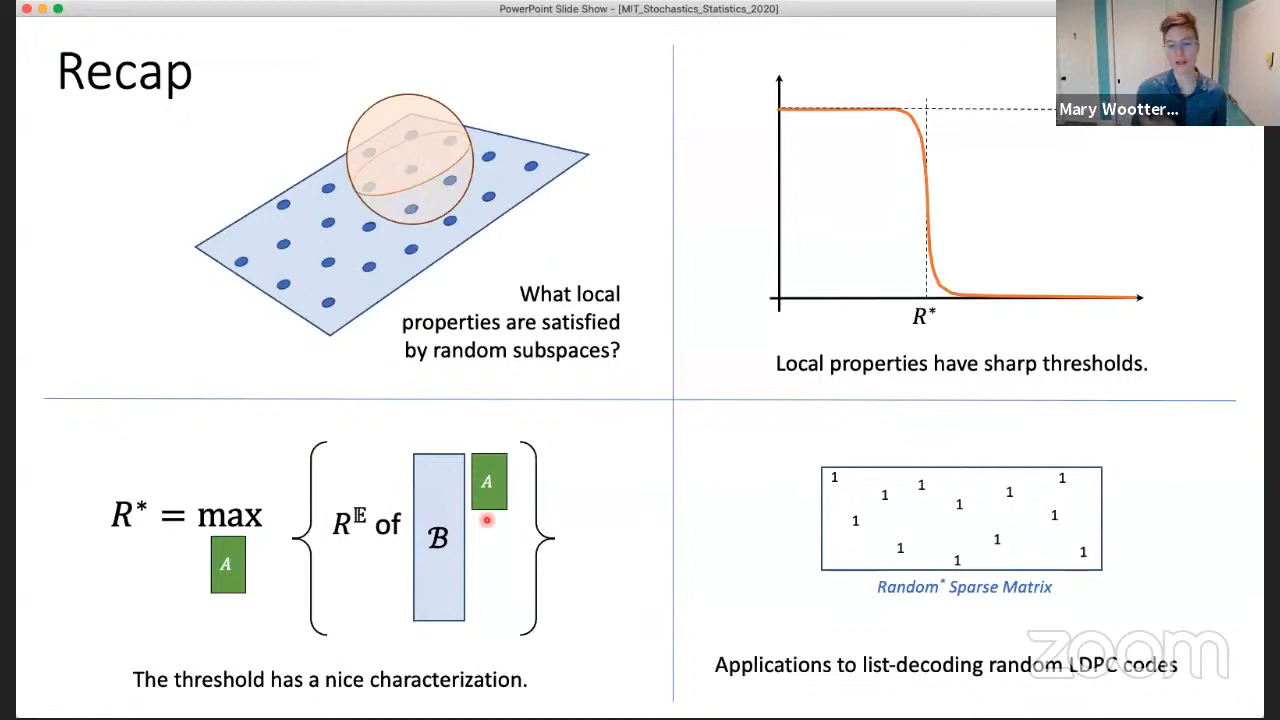 PowerPoint Slide Show - [MIT_Stochastics_Statistics_2020]
Recap
Mary Wootter...
What local
properties are satisfied
by random subspaces?
R*
Local properties have sharp thresholds.
R* = max { R^𝔼 of ℬ A }
A
The threshold has a nice characterization.
1 1 1 1 1 1 1 1 1 1 1 1 1
Random* Sparse Matrix
Applications to list-decoding random LDPC codes
zoom